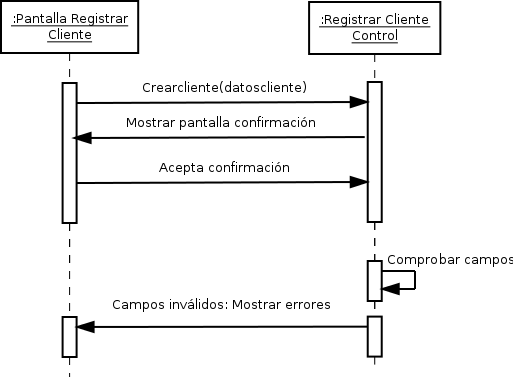 :Pantalla Registrar
Cliente
:Registrar Cliente
Control
Crearcliente(datoscliente)
Mostrar pantalla confirmación
Acepta confirmación
Comprobar campos
Campos inválidos: Mostrar errores